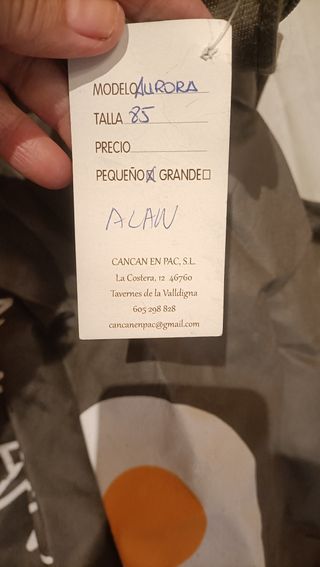 MODELO AURORA
TALLA 85
PRECIO
PEQUEÑO☒ GRANDE☐
ALAN
CANCAN EN PAC, S.L.
La Costera, 12 46760
Tavernes de la Valldigna
605 298 828
cancanenpac@gmail.com